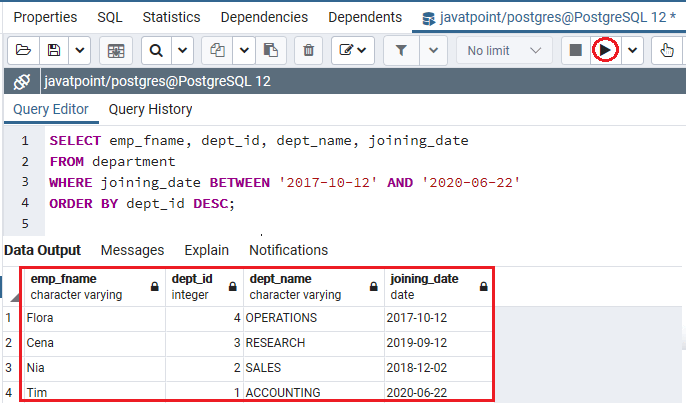 Properties SQL Statistics Dependencies Dependents javatpoint/postgres@PostgreSQL 12 *
No limit
javatpoint/postgres@PostgreSQL 12
Query Editor Query History
1 SELECT emp_fname, dept_id, dept_name, joining_date
2 FROM department
3 WHERE joining_date BETWEEN '2017-10-12' AND '2020-06-22'
4 ORDER BY dept_id DESC;
5
Data Output Messages Explain Notifications
emp_fname dept_id dept_name joining_date
character varying integer character varying date
1 Flora 4 OPERATIONS 2017-10-12
2 Cena 3 RESEARCH 2019-09-12
3 Nia 2 SALES 2018-12-02
4 Tim 1 ACCOUNTING 2020-06-22